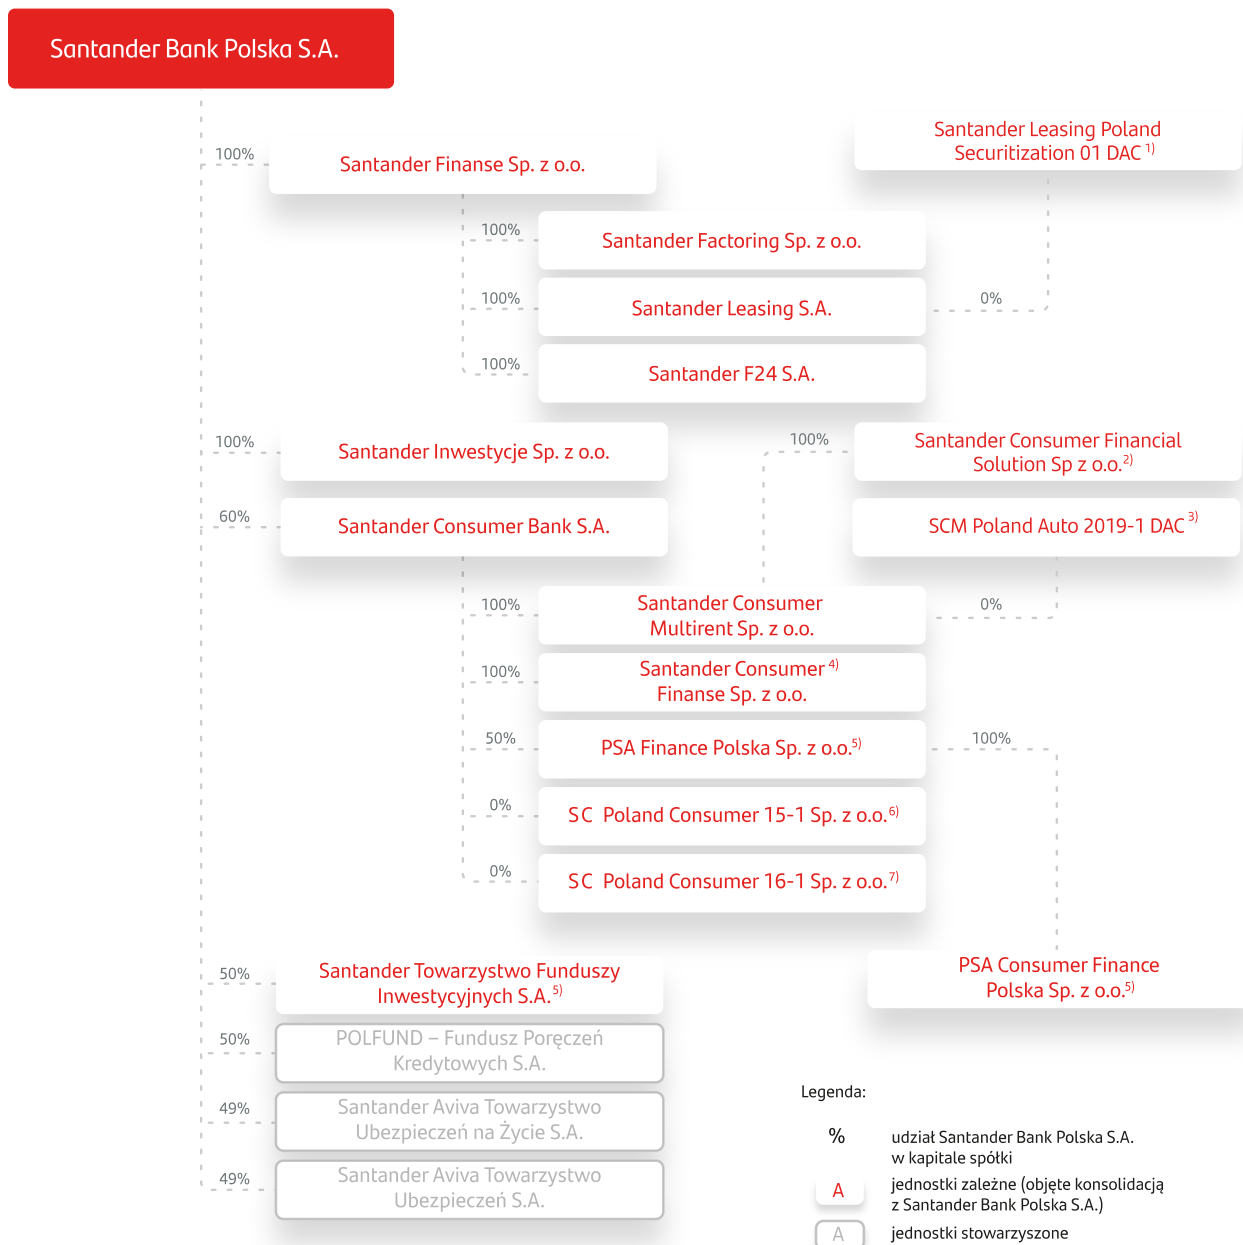 Santander Bank Polska S.A.
100%
Santander Finanse Sp. z o.o.
Santander Leasing Poland
Securitization 01 DAC 1)
100%
Santander Factoring Sp. z o.o.
100%
Santander Leasing S.A.
0%
100%
Santander F24 S.A.
100%
Santander Inwestycje Sp. z o.o.
100%
Santander Consumer Financial
Solution Sp z o.o.2)
60%
Santander Consumer Bank S.A.
SCM Poland Auto 2019-1 DAC 3)
100%
Santander Consumer
Multirent Sp. z o.o.
0%
100%
Santander Consumer 4)
Finanse Sp. z o.o.
50%
PSA Finance Polska Sp. z o.o.5)
100%
0%
SC Poland Consumer 15-1 Sp. z o.o.6)
0%
SC Poland Consumer 16-1 Sp. z o.o.7)
50%
Santander Towarzystwo Funduszy
Inwestycyjnych S.A.5)
PSA Consumer Finance
Polska Sp. z o.o.5)
50%
POLFUND – Fundusz Poręczeń
Kredytowych S.A.
49%
Santander Aviva Towarzystwo
Ubezpieczeń na Życie S.A.
49%
Santander Aviva Towarzystwo
Ubezpieczeń S.A.
Legenda:
% udział Santander Bank Polska S.A.
w kapitale spółki
A jednostki zależne (objęte konsolidacją
z Santander Bank Polska S.A.)
A jednostki stowarzyszone